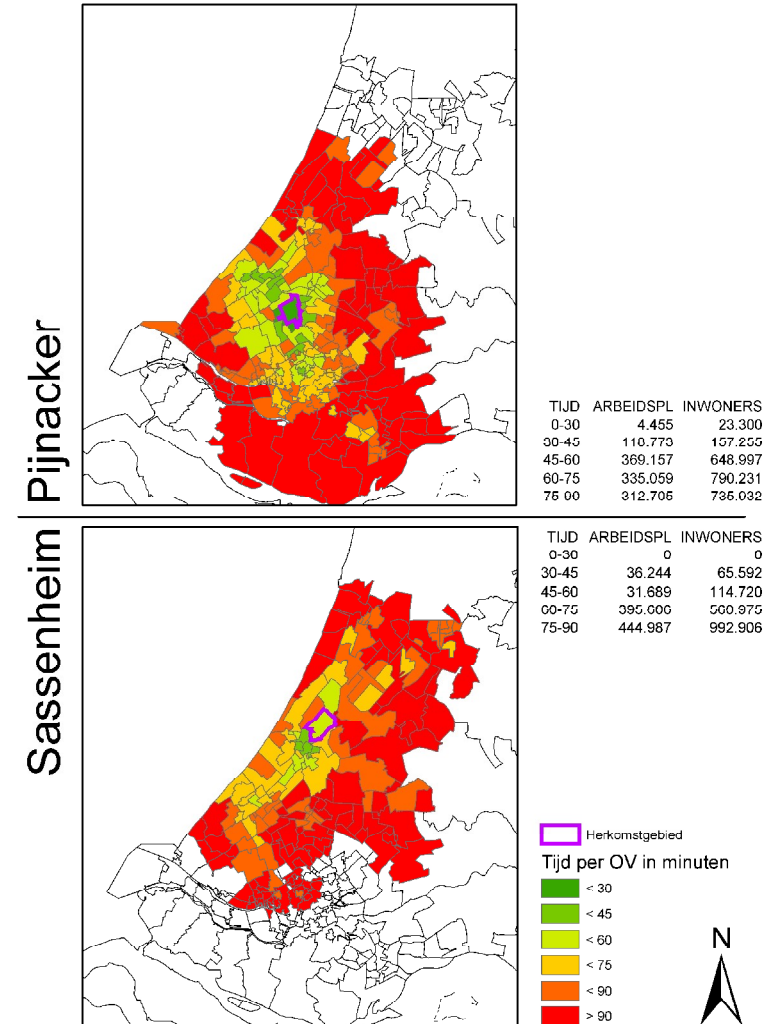 Pijnacker
TIJD ARBEIDSPL INWONERS
0-30 4.455 23.300
30-45 110.773 157.255
45-60 369.157 648.997
60-75 335.059 790.231
312.705
Sassenheim
TIJD ARBEIDSPL INWONERS
0-30 0 0
30-45 36.244 65.592
45-60 31.689 114.720
60-75
75-90 444.987 992.906
Herkomstgebied
Tijd per OV in minuten
< 30
< 45
< 60
< 75
< 90
> 90
N